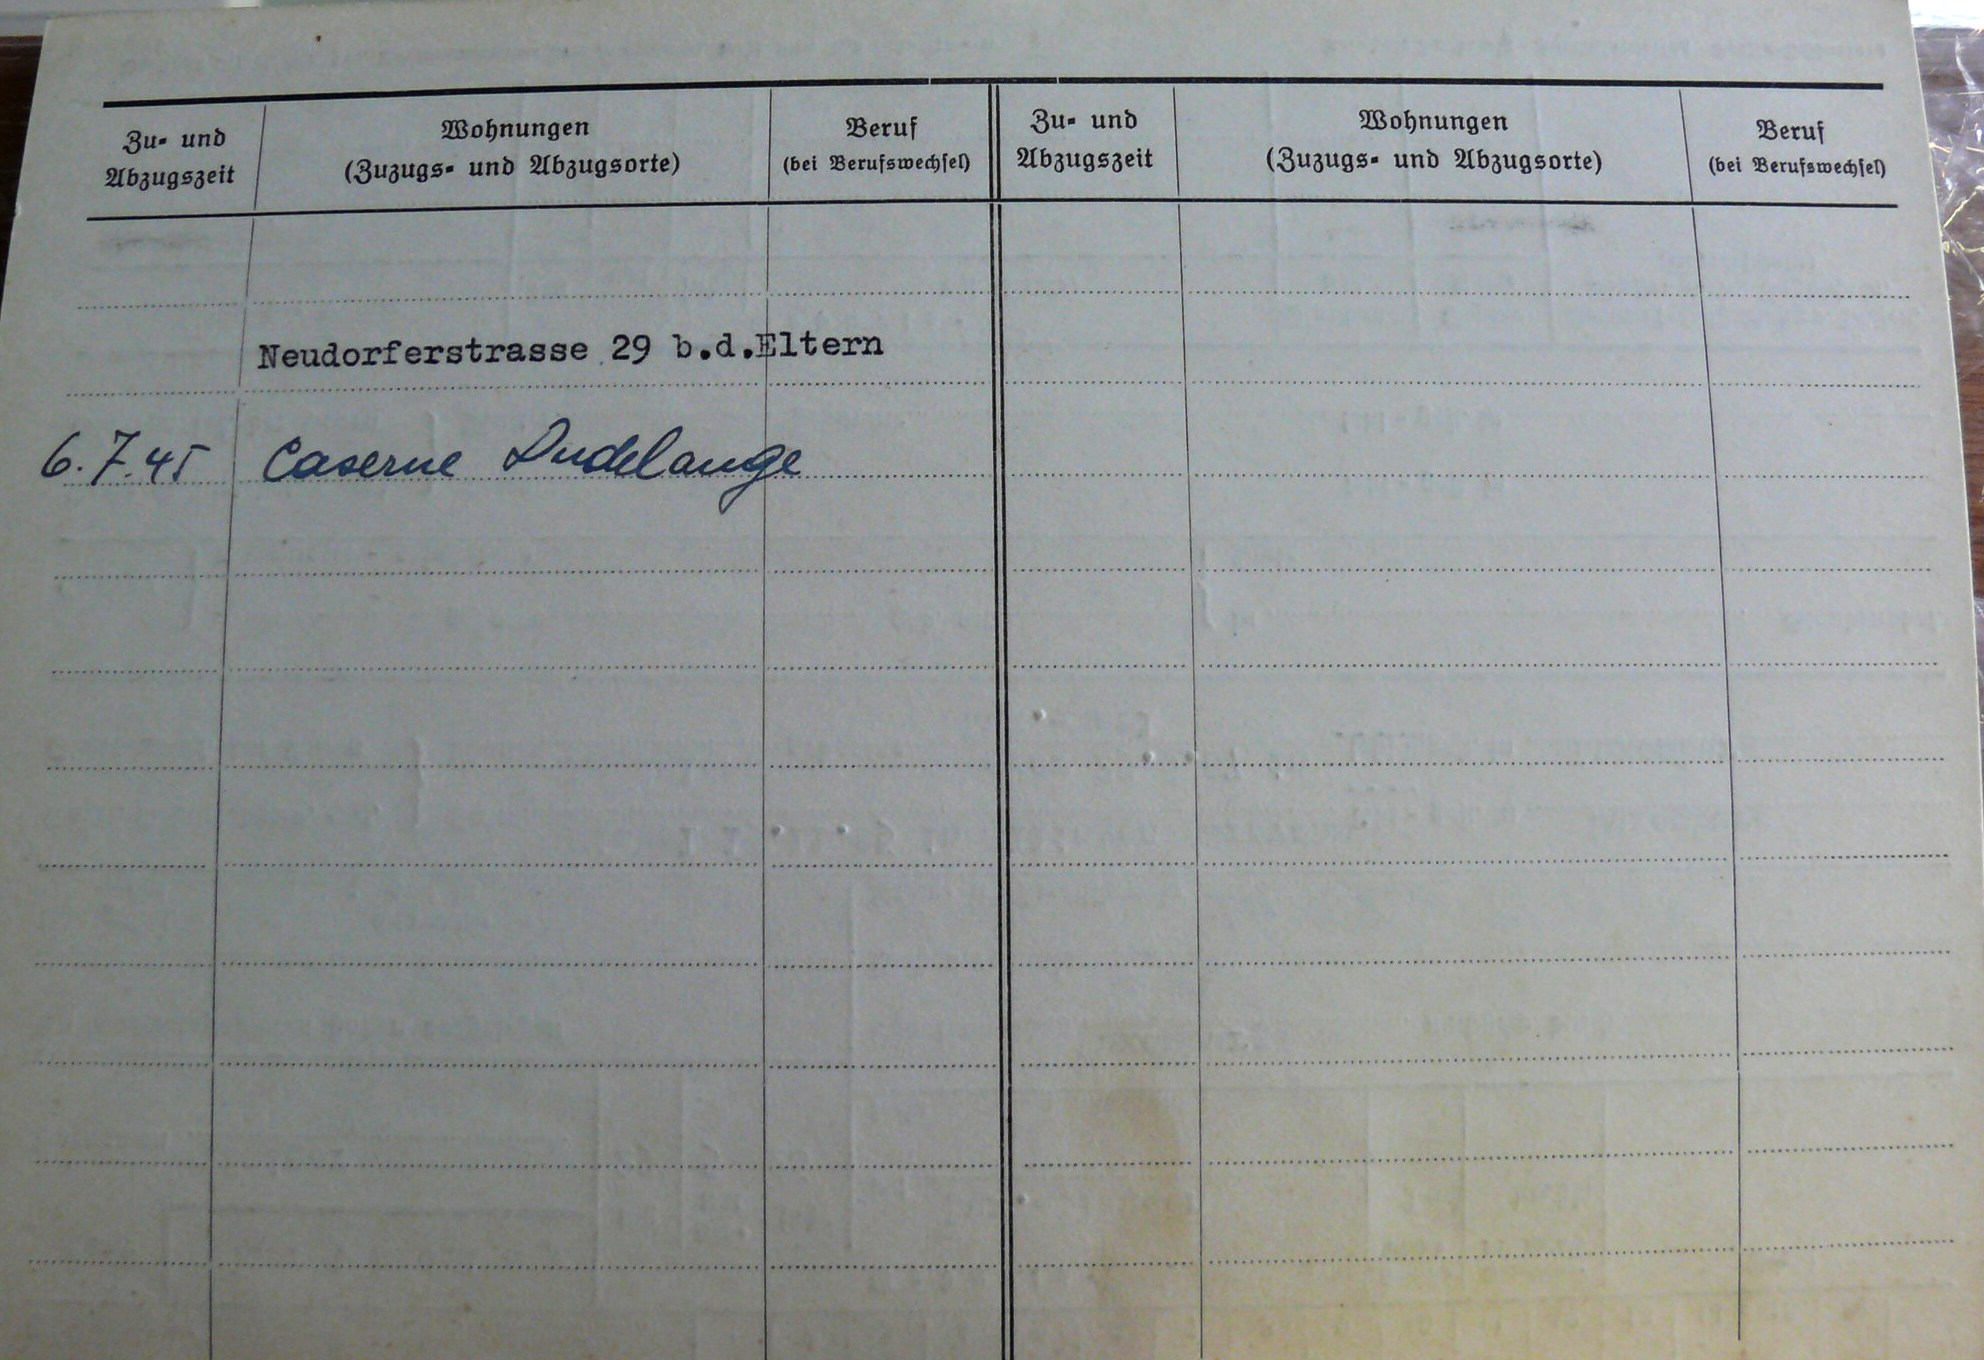 Zu- und Abzugszeit
Wohnungen
(Zuzugs- und Abzugsorte)
Beruf
(bei Berufswechsel)
Zu- und Abzugszeit
Wohnungen
(Zuzugs- und Abzugsorte)
Beruf
(bei Berufswechsel)
Neudorferstrasse 29 b.d.Eltern
6.7.45 Caserne Dudelange